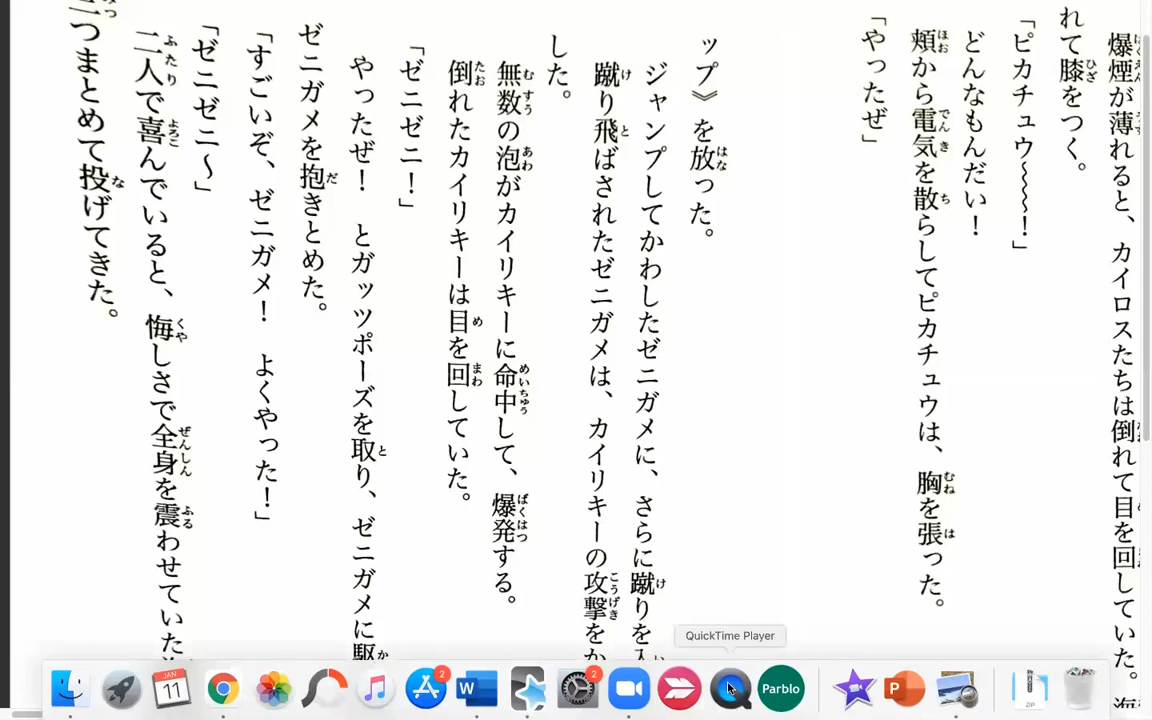 爆煙が薄れると、カイロスたちは倒れて目を回していた。
れて膝をつく。
「ピカチュウ〜〜〜!」
どんなもんだい!
頬から電気を散らしてピカチュウは、胸を張った。
「やったぜ」
ップ》を放った。
ジャンプしてかわしたゼニガメに、さらに蹴りを入
蹴り飛ばされたゼニガメは、カイリキーの攻撃をか
した。
無数の泡がカイリキーに命中して、爆発する。
倒れたカイリキーは目を回していた。
「ゼニゼニ!」
やったぜ! とガッツポーズを取り、ゼニガメに駆
ゼニガメを抱きとめた。
「すごいぞ、ゼニガメ! よくやった!」
「ゼニゼニ〜」
二人で喜んでいると、悔しさで全身を震わせていた
つまとめて投げてきた。
QuickTime Player
JAN
11
2
W
2
Parblo
P
ZIP